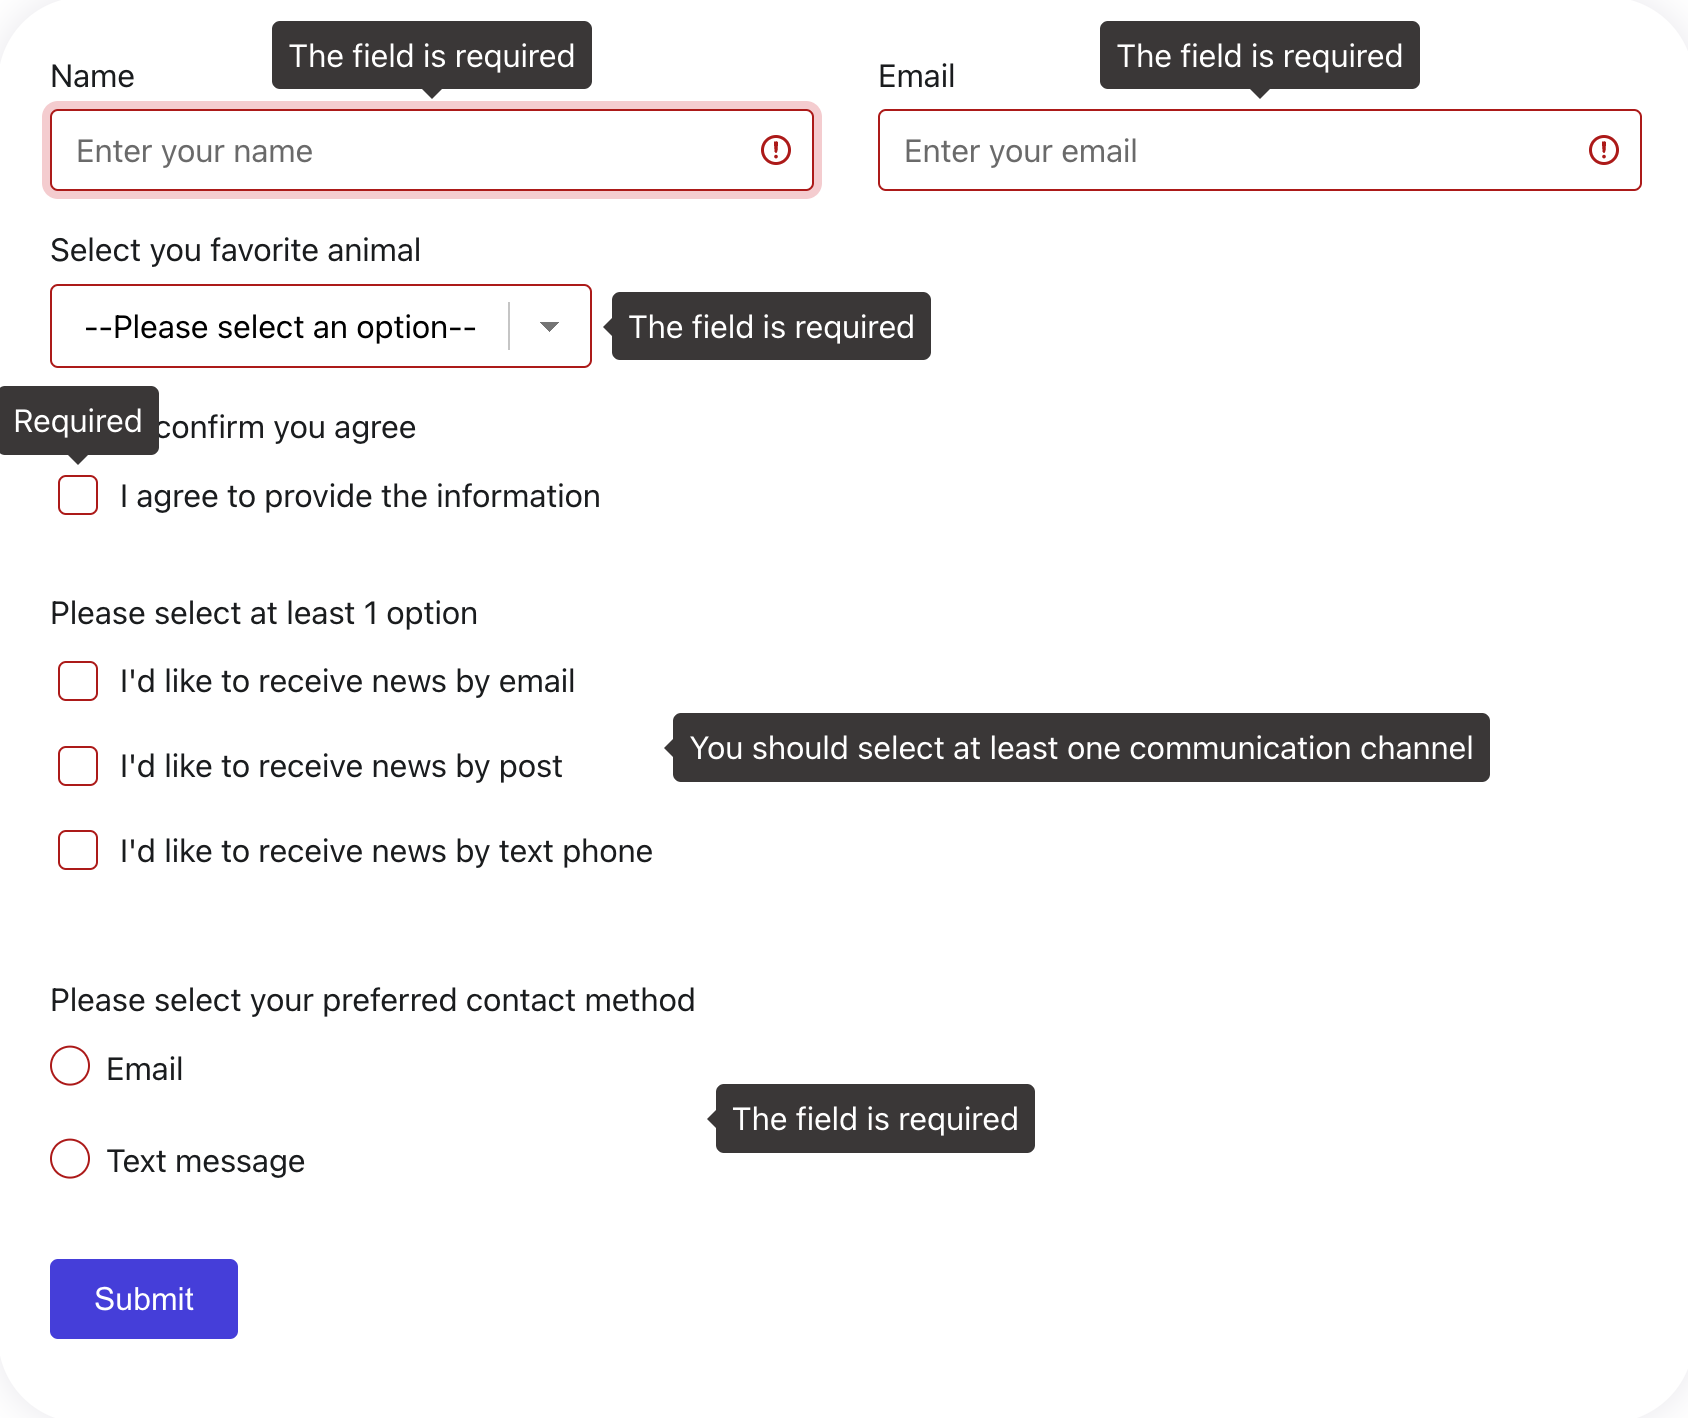 The field is required
The field is required
Name
Email
Enter your name
Enter your email
Select you favorite animal
--Please select an option--
The field is required
Required
confirm you agree
I agree to provide the information
Please select at least 1 option
I'd like to receive news by email
You should select at least one communication channel
I'd like to receive news by post
I'd like to receive news by text phone
Please select your preferred contact method
Email
The field is required
Text message
Submit